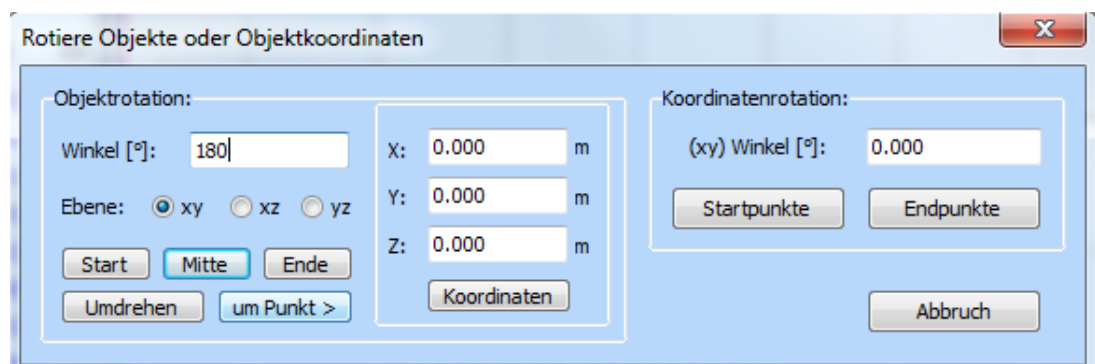 Rotiere Objekte oder Objektkoordinaten
Objektrotation:
Winkel [°]: 180
Ebene: xy xz yz
Start Mitte Ende
Umdrehen um Punkt >
X: 0.000 m
Y: 0.000 m
Z: 0.000 m
Koordinaten
Koordinatenrotation:
(xy) Winkel [°]: 0.000
Startpunkte Endpunkte
Abbruch